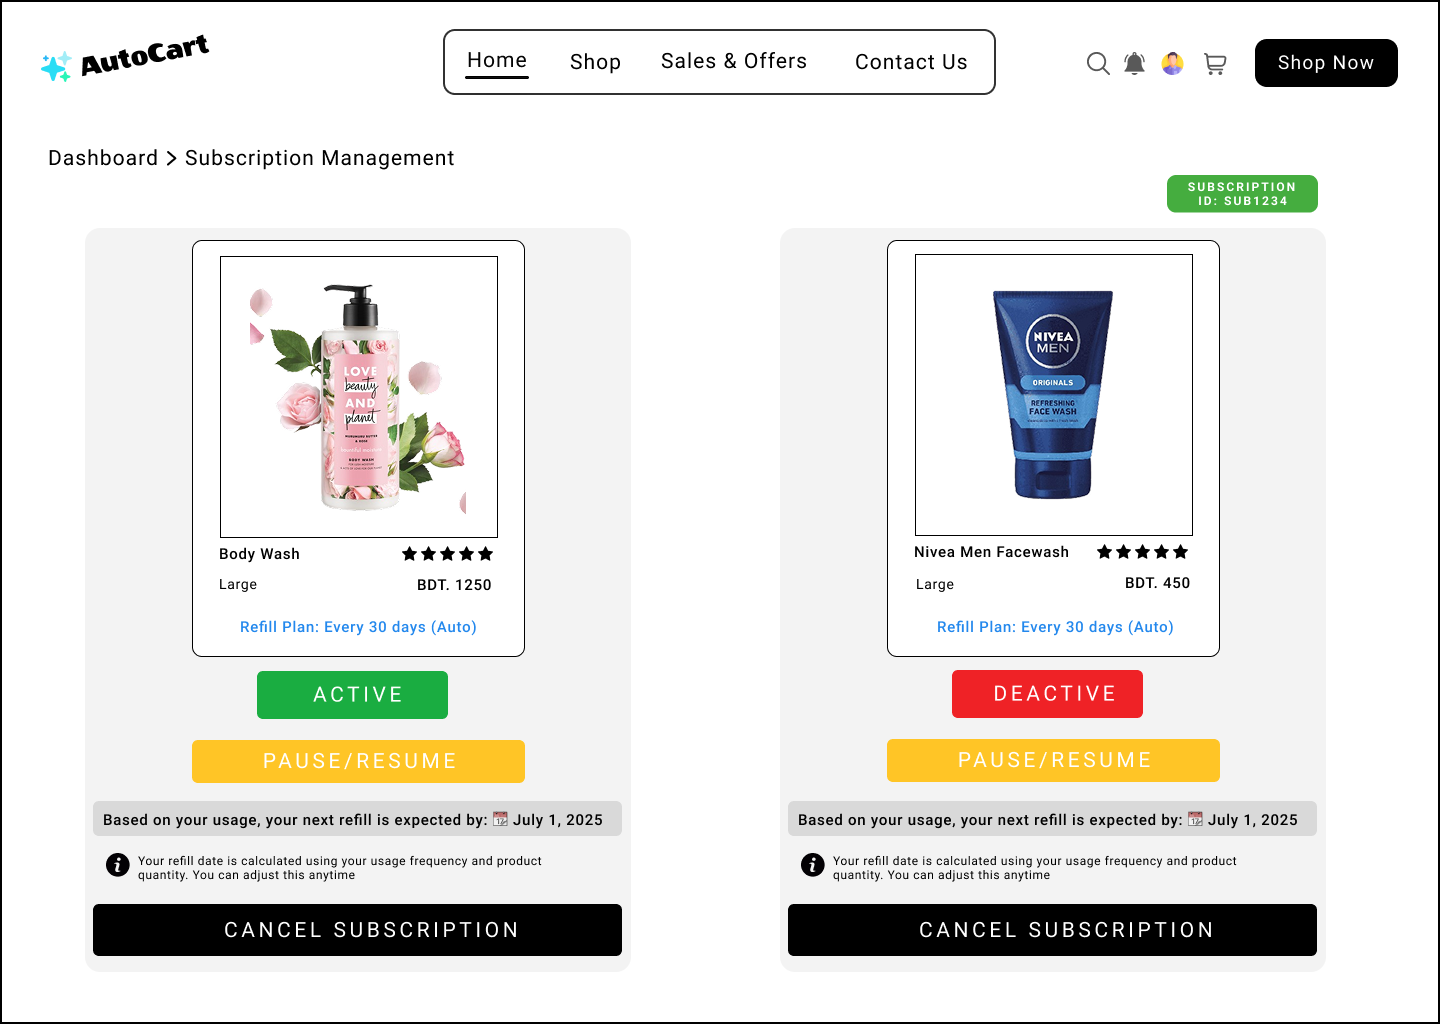 AutoCart
Home
Shop
Sales & Offers
Contact Us
Shop Now
Dashboard > Subscription Management
SUBSCRIPTION
ID: SUB1234
LOVE
beauty
AND
planet
MURUMURU BUTTER
& ROSE
BODY WASH
Body Wash
Large
BDT. 1250
Refill Plan: Every 30 days (Auto)
ACTIVE
PAUSE/RESUME
Based on your usage, your next refill is expected by: 📆 July 1, 2025
Your refill date is calculated using your usage frequency and product
quantity. You can adjust this anytime
CANCEL SUBSCRIPTION
NIVEA
MEN
ORIGINALS
REFRESHING
FACE WASH
Nivea Men Facewash
Large
BDT. 450
Refill Plan: Every 30 days (Auto)
DEACTIVE
PAUSE/RESUME
Based on your usage, your next refill is expected by: 📆 July 1, 2025
Your refill date is calculated using your usage frequency and product
quantity. You can adjust this anytime
CANCEL SUBSCRIPTION